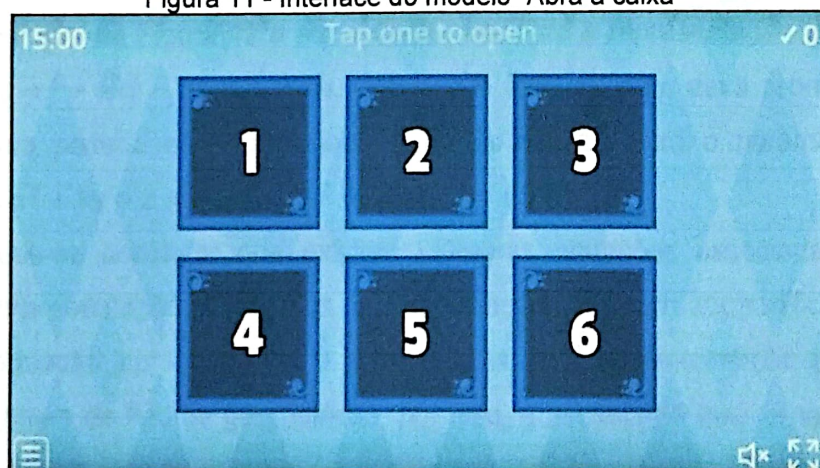 Figura 11 - Interface do modelo "Abra a caixa"
15:00 Tap one to open ✓0
1 2 3
4 5 6